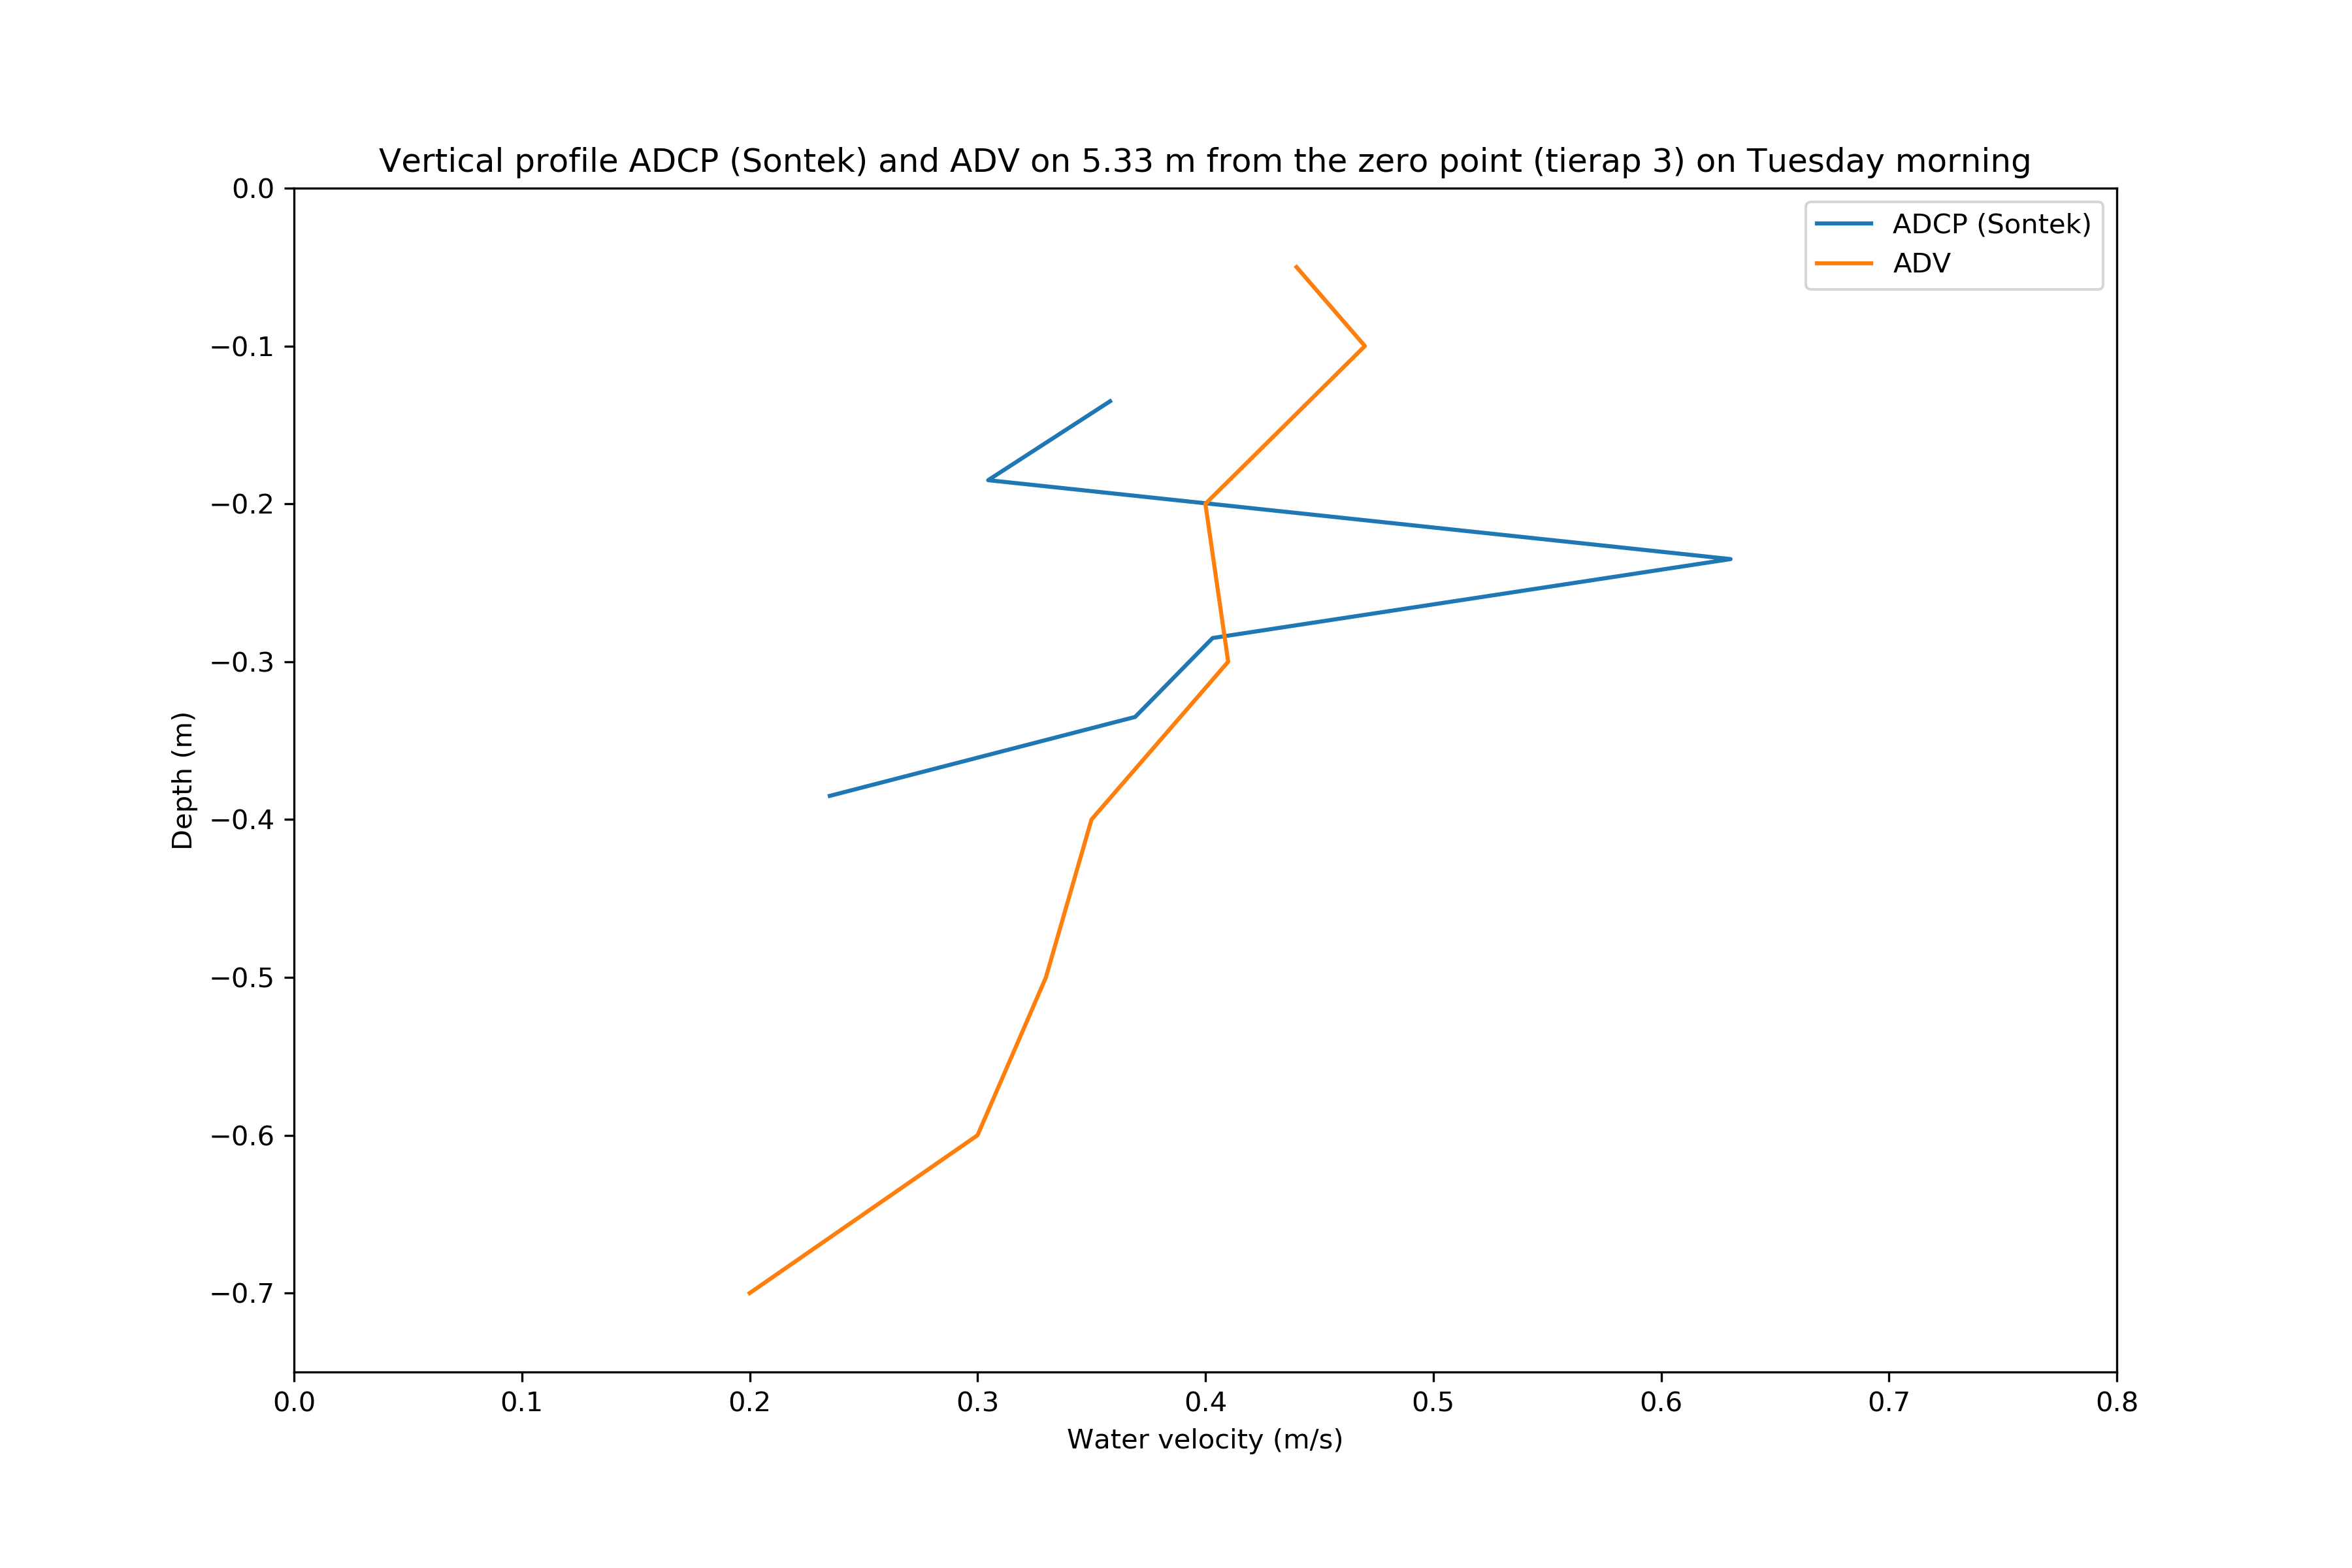 Vertical profile ADCP (Sontek) and ADV on 5.33 m from the zero point (tierap 3) on Tuesday morning
ADCP (Sontek)
ADV
Depth (m)
0.0
−0.1
−0.2
−0.3
−0.4
−0.5
−0.6
−0.7
0.0 0.1 0.2 0.3 0.4 0.5 0.6 0.7 0.8
Water velocity (m/s)